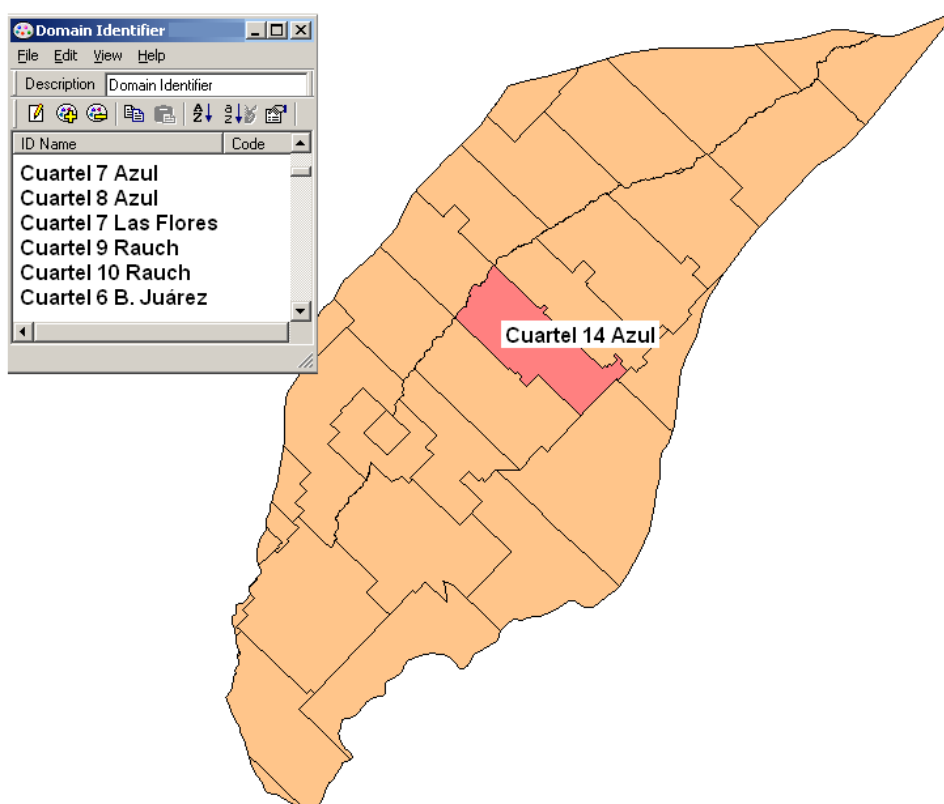 Domain Identifier
File Edit View Help
Description Domain Identifier
ID Name Code
Cuartel 7 Azul
Cuartel 8 Azul
Cuartel 7 Las Flores
Cuartel 9 Rauch
Cuartel 10 Rauch
Cuartel 6 B. Juárez
Cuartel 14 Azul